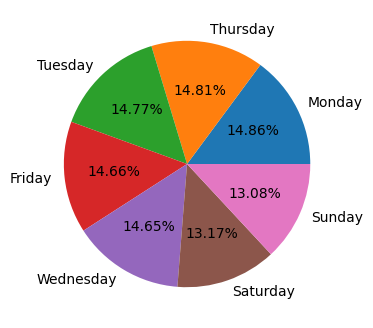 Thursday
Tuesday
14.81%
14.77%
Monday
14.86%
Friday
14.66%
13.08%
Sunday
14.65%
13.17%
Wednesday
Saturday